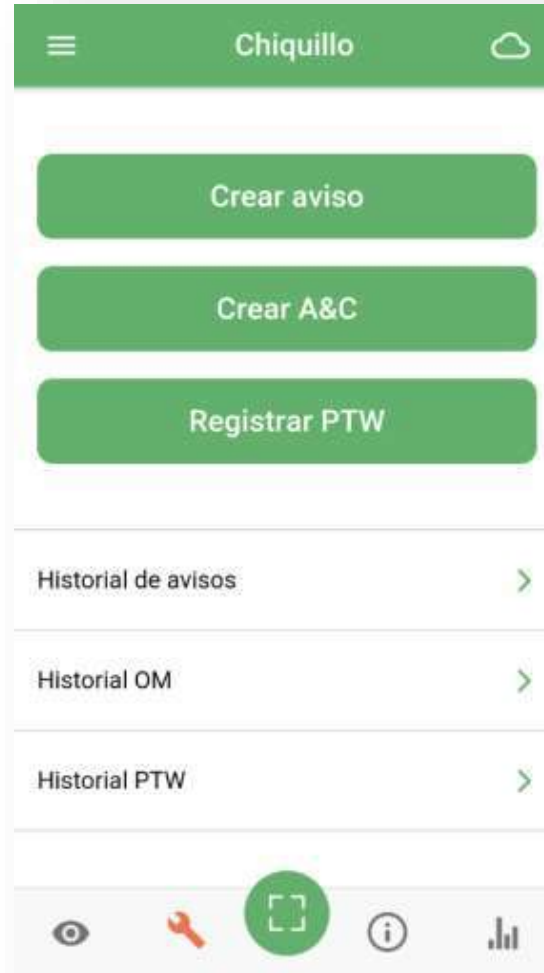 Chiquillo
Crear aviso
Crear A&C
Registrar PTW
Historial de avisos
Historial OM
Historial PTW